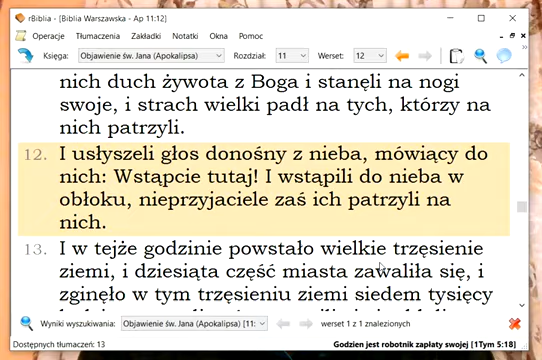 rBiblia - [Biblia Warszawska - Ap 11:12]
Operacje Tłumaczenia Zakładki Notatki Okna Pomoc
Księga: Objawienie św. Jana (Apokalipsa) Rozdział: 11 Werset: 12
nich duch żywota z Boga i stanęli na nogi
swoje, i strach wielki padł na tych, którzy na
nich patrzyli.
12. I usłyszeli głos donośny z nieba, mówiący do
nich: Wstąpcie tutaj! I wstąpili do nieba w
obłoku, nieprzyjaciele zaś ich patrzyli na
nich.
13. I w tejże godzinie powstało wielkie trzęsienie
ziemi, i dziesiąta część miasta zawaliła się, i
zginęło w tym trzęsieniu ziemi siedem tysięcy
Wyniki wyszukiwania: Objawienie św. Jana (Apokalipsa) [11: werset 1 z 1 znalezionych
Dostępnych tłumaczeń: 13 Godzien jest robotnik zapłaty swojej [1Tym 5:18]